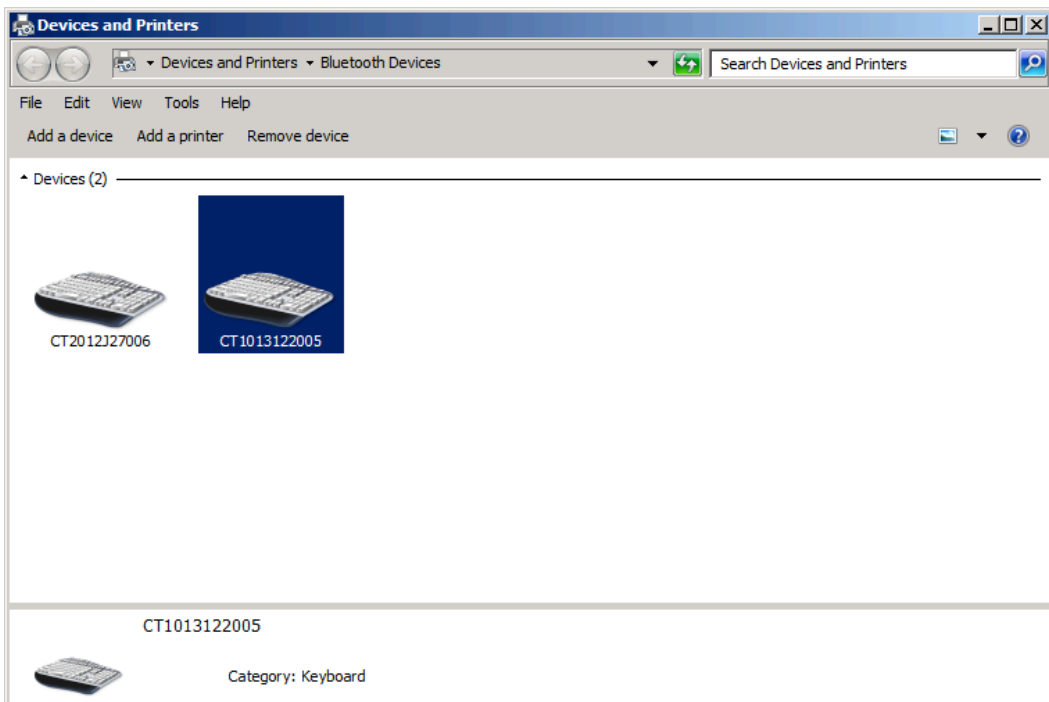 Devices and Printers
Devices and Printers Bluetooth Devices Search Devices and Printers
File Edit View Tools Help
Add a device Add a printer Remove device
Devices (2)
CT2012J27006 CT1013122005
CT1013122005
Category: Keyboard